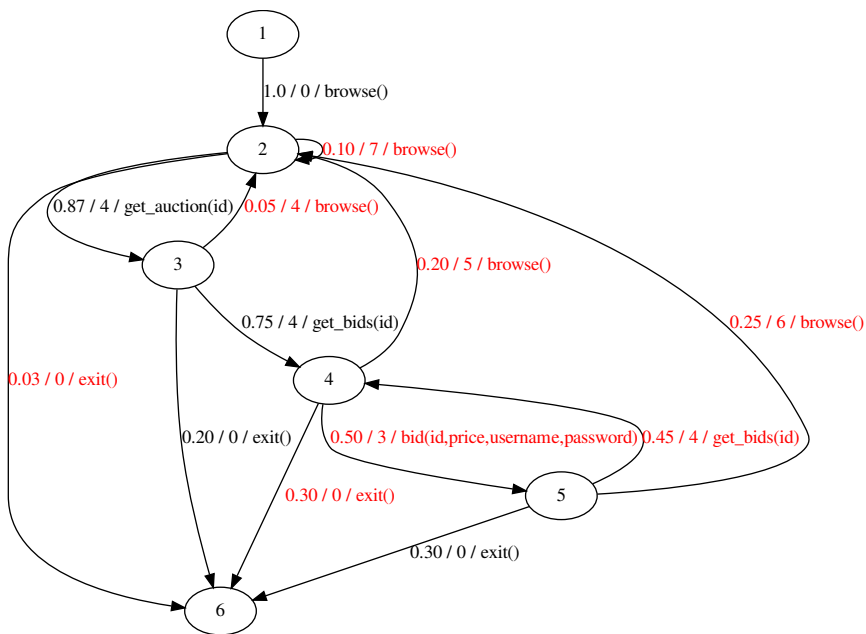 1
1.0 / 0 / browse()
2
0.10 / 7 / browse()
0.87 / 4 / get_auction(id)
0.05 / 4 / browse()
3
0.20 / 5 / browse()
0.75 / 4 / get_bids(id)
0.25 / 6 / browse()
4
0.03 / 0 / exit()
0.20 / 0 / exit()
0.50 / 3 / bid(id,price,username,password)
0.45 / 4 / get_bids(id)
0.30 / 0 / exit()
5
0.30 / 0 / exit()
6